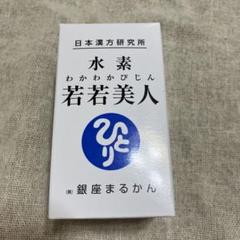 日本漢方研究所
水素
わかわかびじん
若若美人
ひとり
㈱銀座まるかん